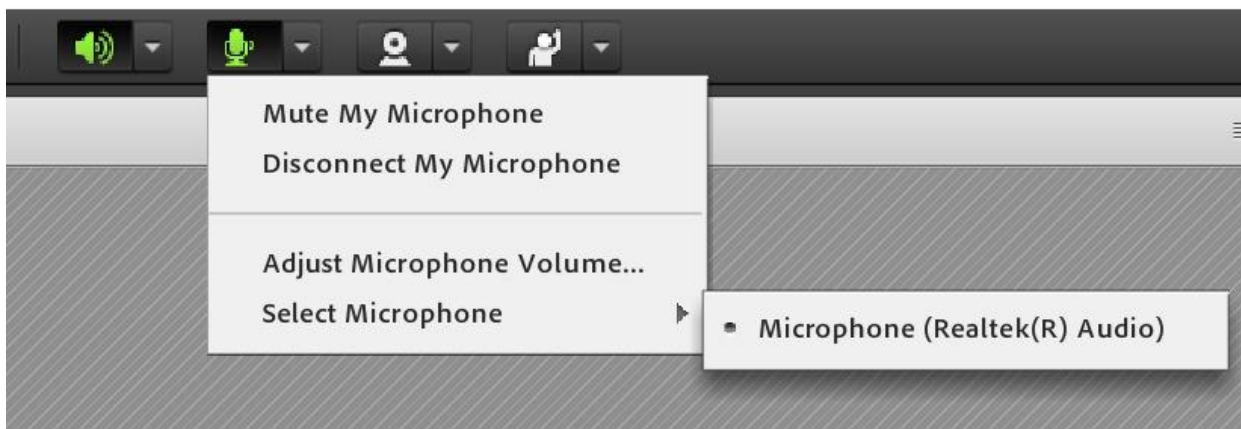 Mute My Microphone
Disconnect My Microphone
Adjust Microphone Volume...
Select Microphone
Microphone (Realtek(R) Audio)